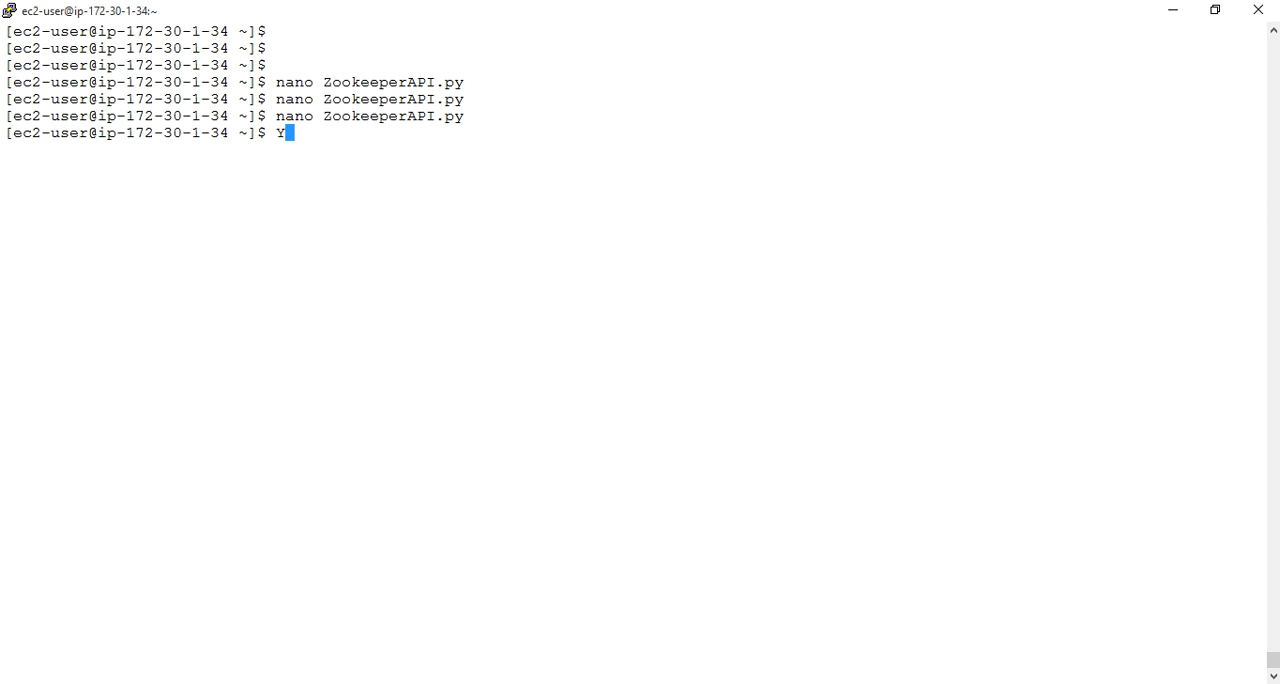 ec2-user@ip-172-30-1-34:~
[ec2-user@ip-172-30-1-34 ~]$
[ec2-user@ip-172-30-1-34 ~]$
[ec2-user@ip-172-30-1-34 ~]$
[ec2-user@ip-172-30-1-34 ~]$ nano ZookeeperAPI.py
[ec2-user@ip-172-30-1-34 ~]$ nano ZookeeperAPI.py
[ec2-user@ip-172-30-1-34 ~]$ nano ZookeeperAPI.py
[ec2-user@ip-172-30-1-34 ~]$ Y